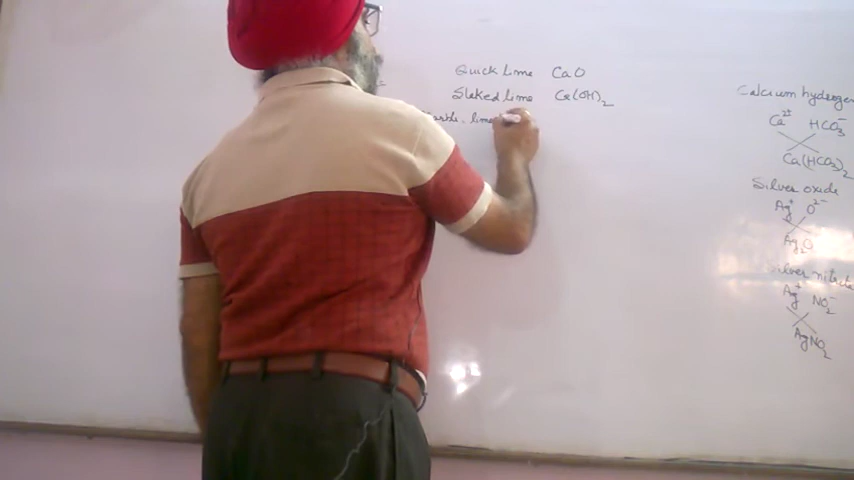 Quick lime CaO
Slaked lime Ca(OH)₂
lime
Calcium hydrogen
Ca²⁺ HCO₃⁻
Ca(HCO₃)₂
Silver oxide
Ag⁺ O²⁻
Ag₂O
Silver nitrite
Ag⁺ NO₂⁻
AgNO₂